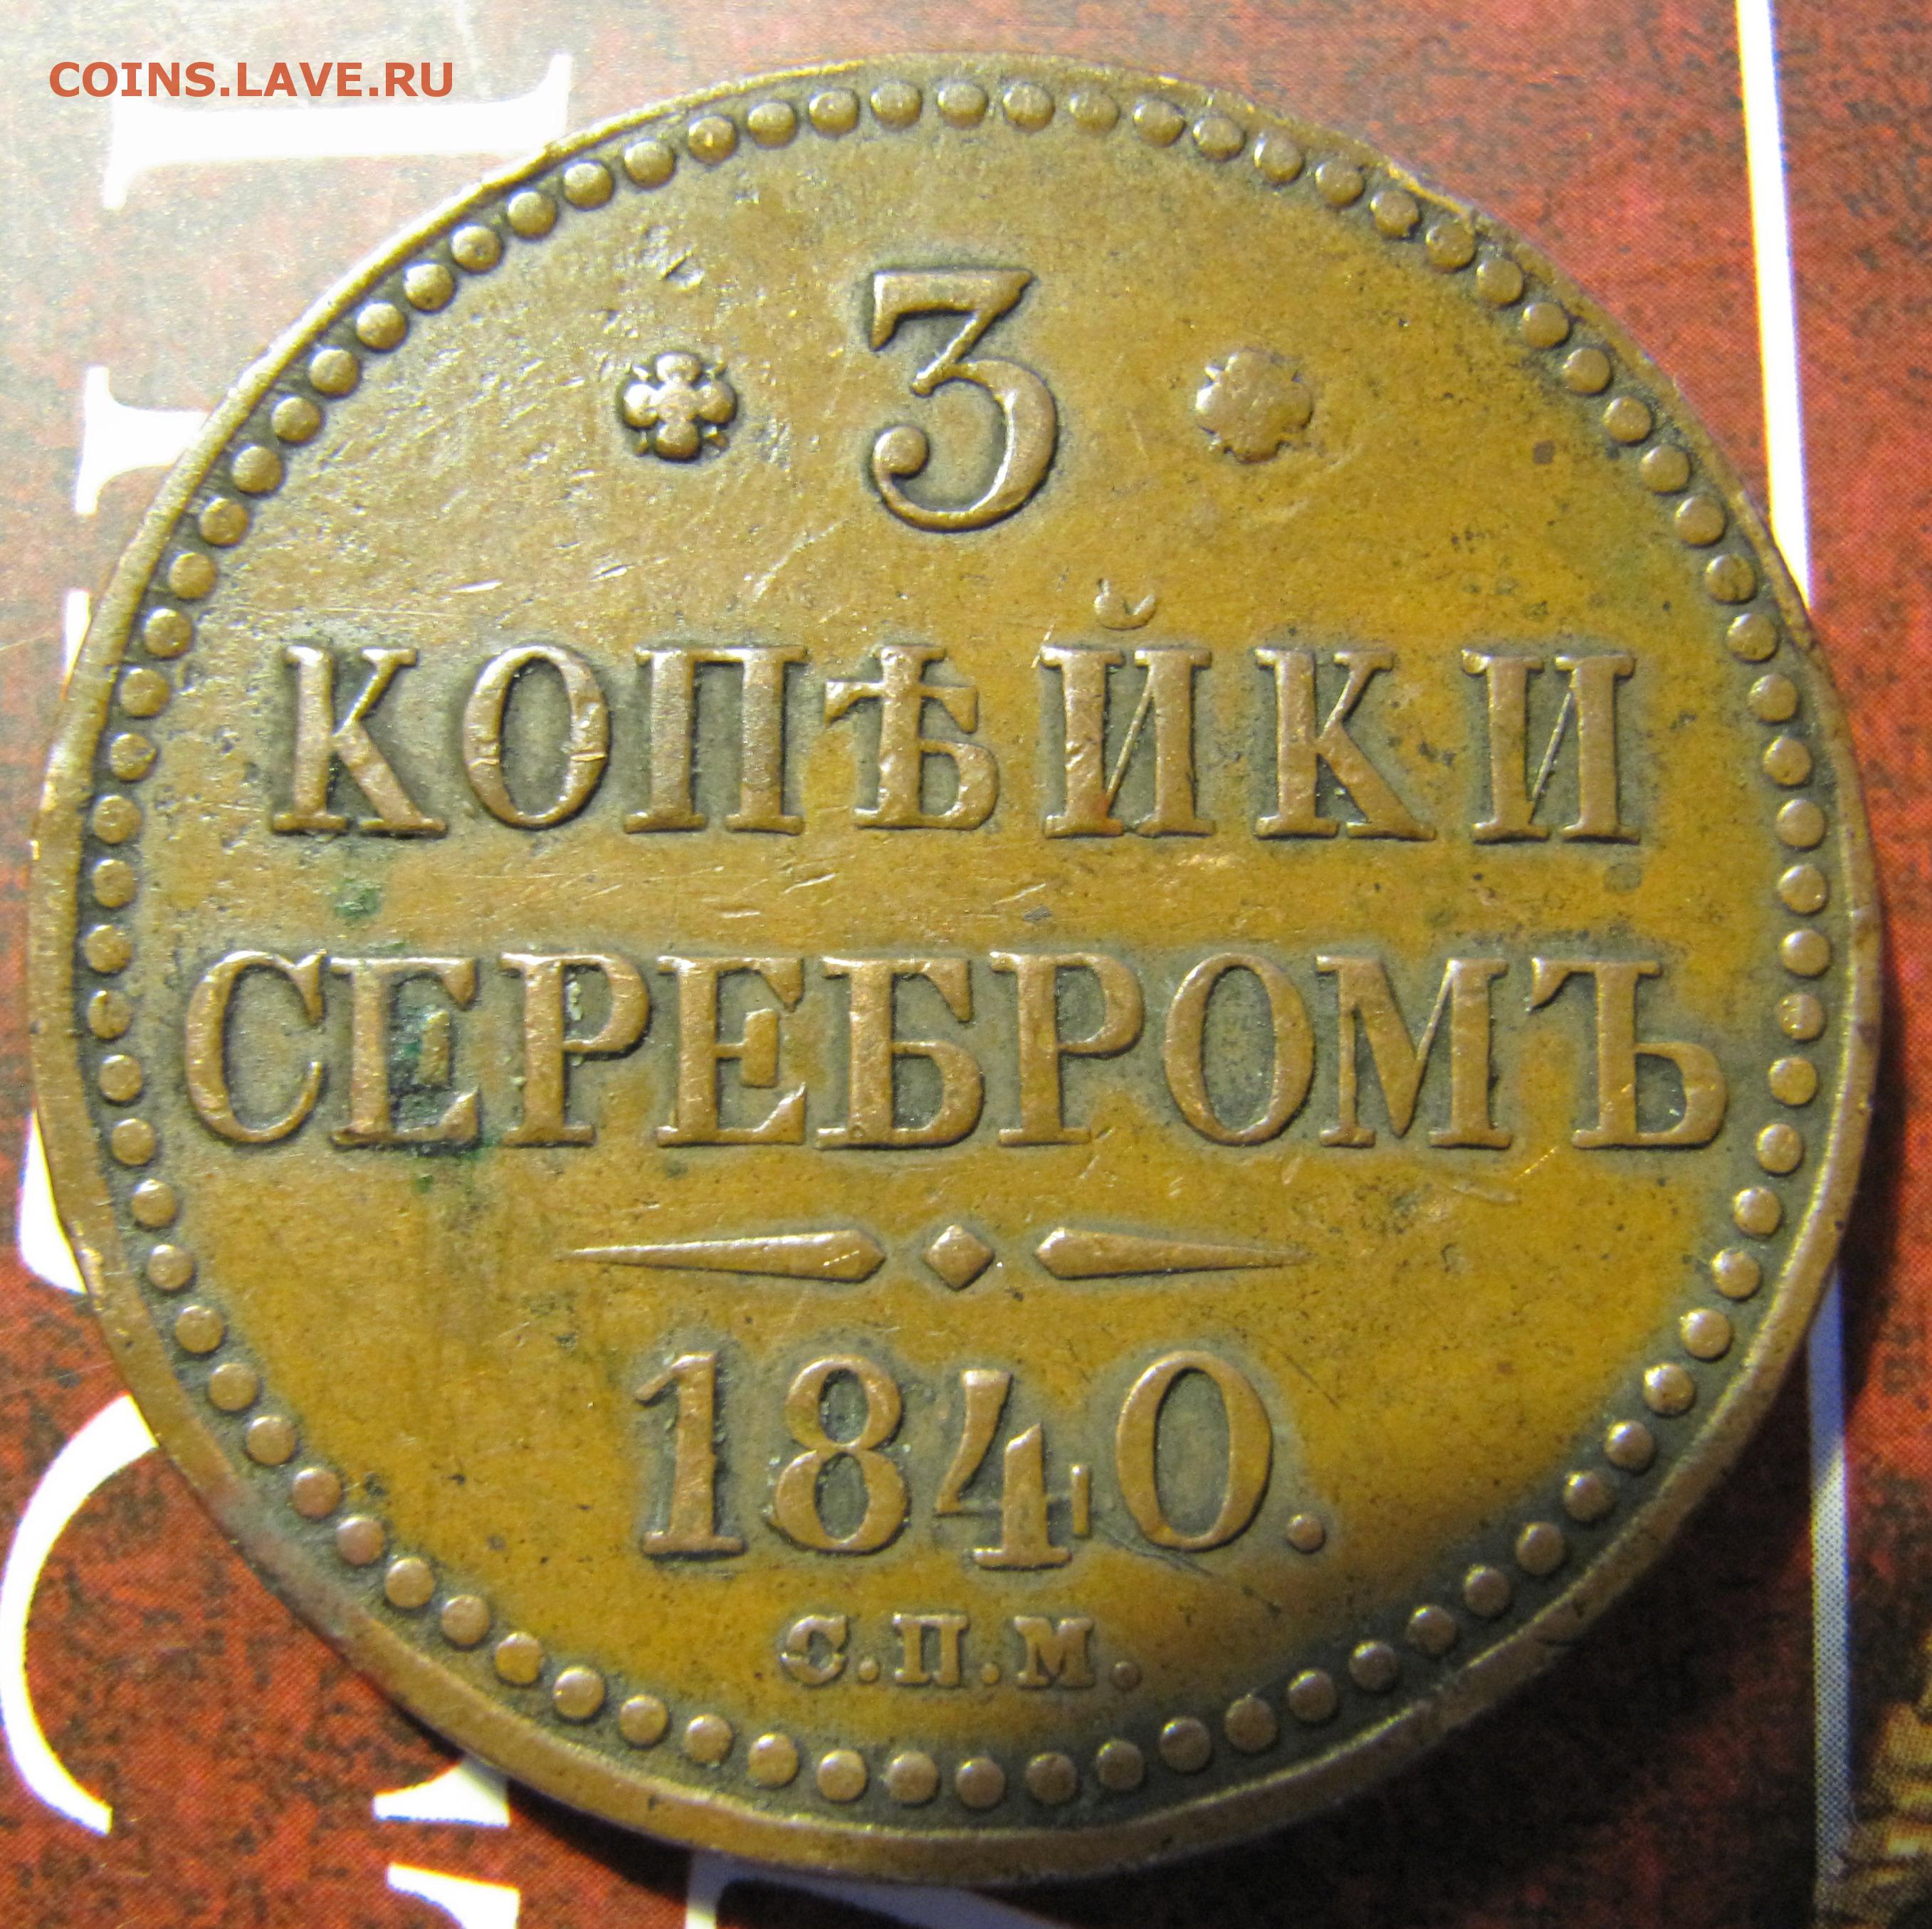 COINS.LAVE.RU
3
КОПѢЙКИ
СЕРЕБРОМЪ
1840.
С.П.М.